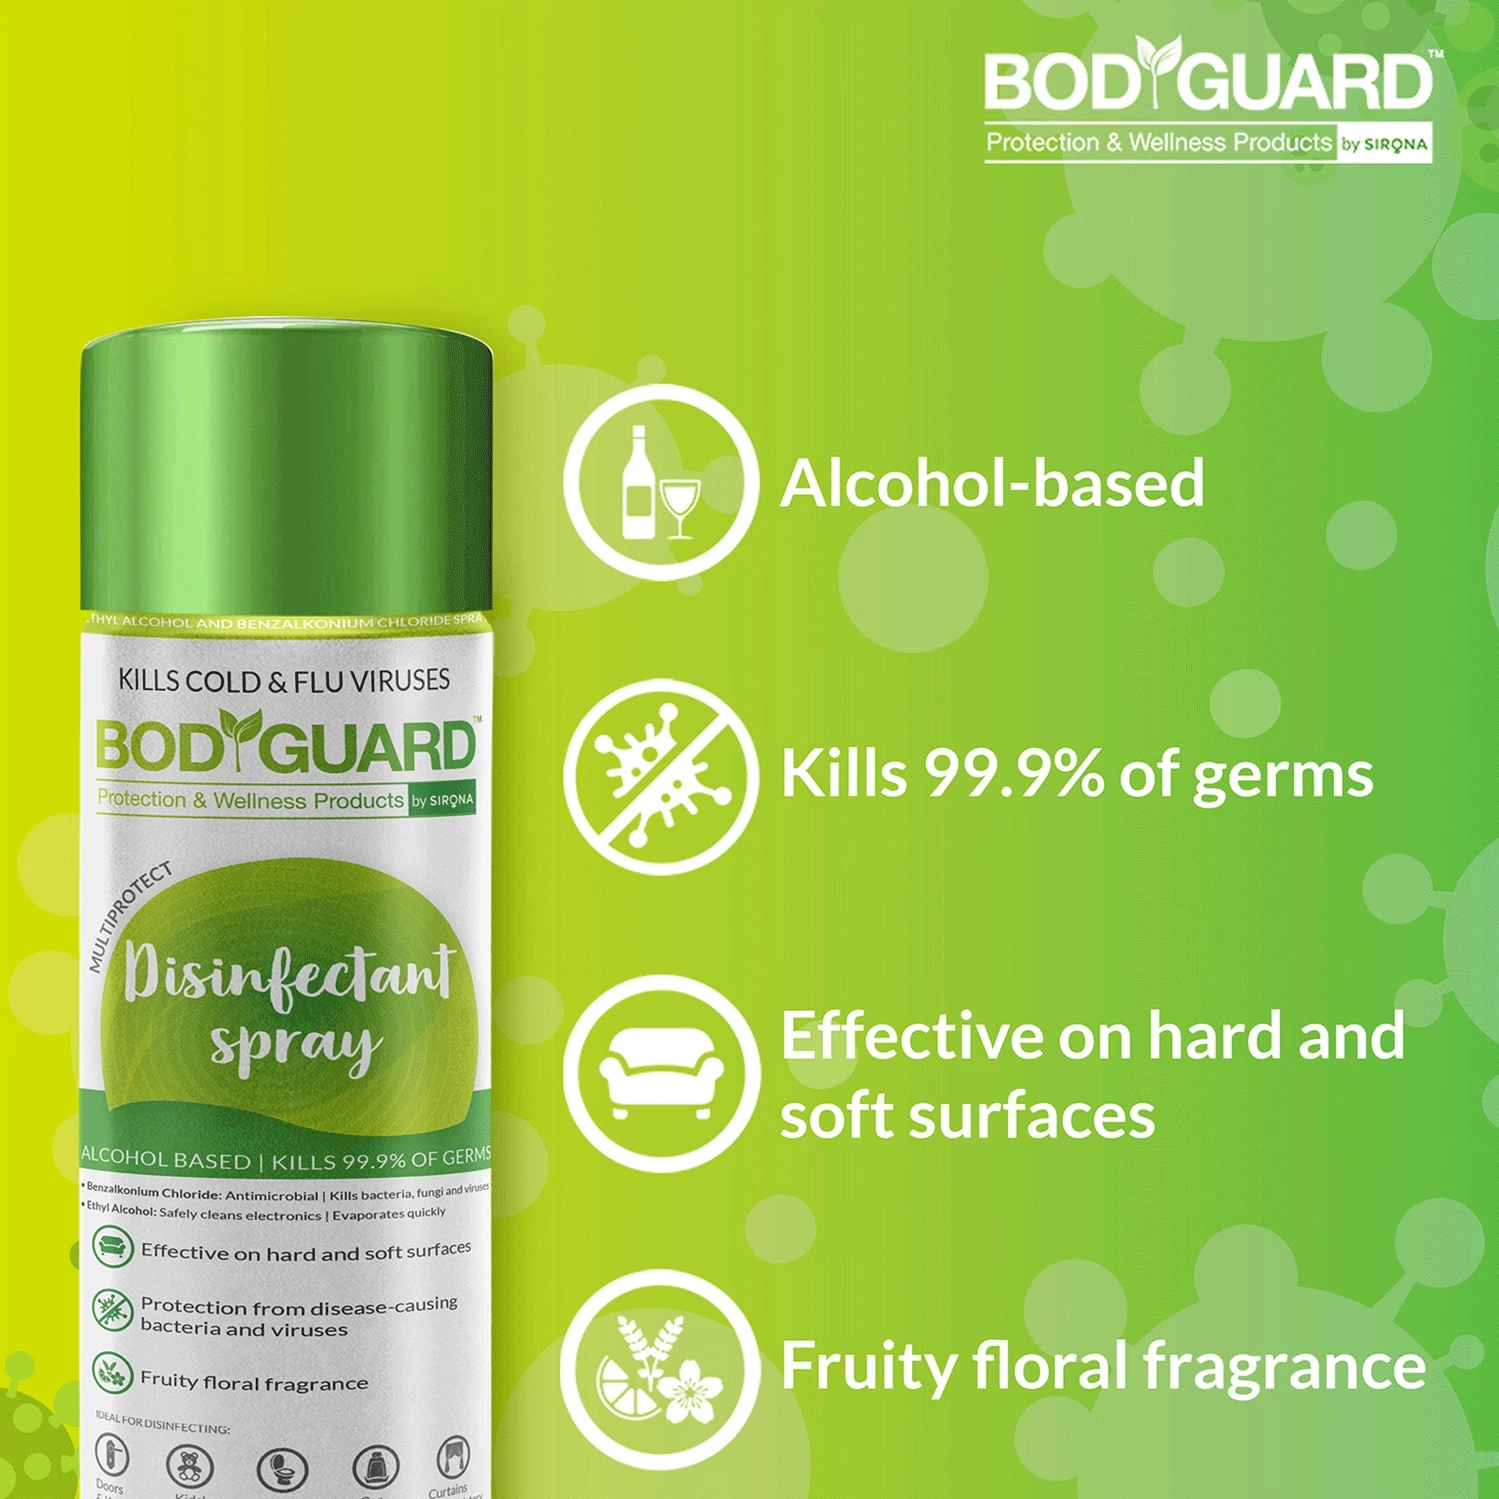 BODYGUARD™
Protection & Wellness Products by SIRONA
Alcohol-based
Kills 99.9% of germs
Effective on hard and
soft surfaces
Fruity floral fragrance
ALCOHOL AND BENZALKONIUM CHLORIDE
KILLS COLD & FLU VIRUSES
BODYGUARD™
Protection & Wellness Products by SIRONA
MULTIPROTECT
Disinfectant
spray
ALCOHOL BASED | KILLS 99.9% OF GERMS
• Benzalkonium Chloride: Antimicrobial | Kills bacteria, fungi and viruses
• Ethyl Alcohol: Safely cleans electronics | Evaporates quickly
Effective on hard and soft surfaces
Protection from disease-causing
bacteria and viruses
Fruity floral fragrance
IDEAL FOR DISINFECTING:
Doors
Curtains